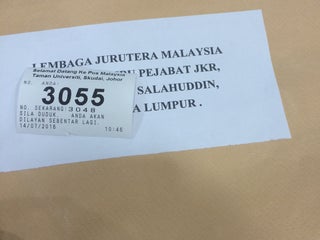 LEMBAGA JURUTERA MALAYSIA
PEJABAT JKR,
SALAHUDDIN,
LUMPUR.
Selamat Datang Ke Pos Malaysia
Taman Universiti, Skudai, Johor
NO. ANDA
3055
NO. SEKARANG: 3048
SILA DUDUK. ANDA AKAN
DILAYAN SEBENTAR LAGI.
14/07/2016 10:46